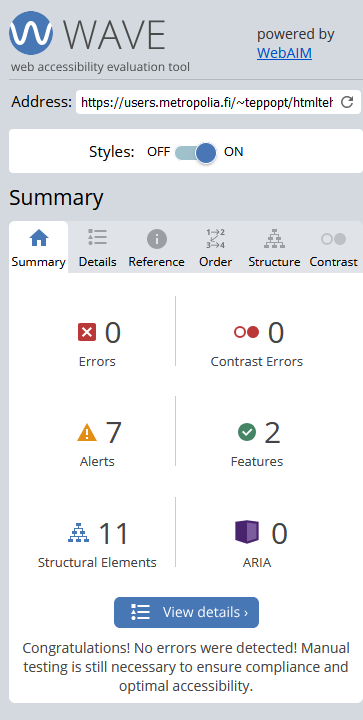 WAVE
web accessibility evaluation tool
powered by
WebAIM
Address: https://users.metropolia.fi/~teppopt/htmlteh
Styles: OFF ON
Summary
Summary Details Reference Order Structure Contrast
0 0
Errors Contrast Errors
7 2
Alerts Features
11 0
Structural Elements ARIA
View details ›
Congratulations! No errors were detected! Manual
testing is still necessary to ensure compliance and
optimal accessibility.